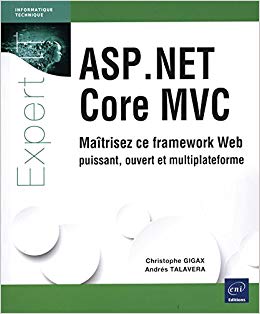 INFORMATIQUE
TECHNIQUE
Expert IT
ASP.NET
Core MVC
Maîtrisez ce framework Web
puissant, ouvert et multiplateforme
Christophe GIGAX
Andrés TALAVERA
eni
Editions